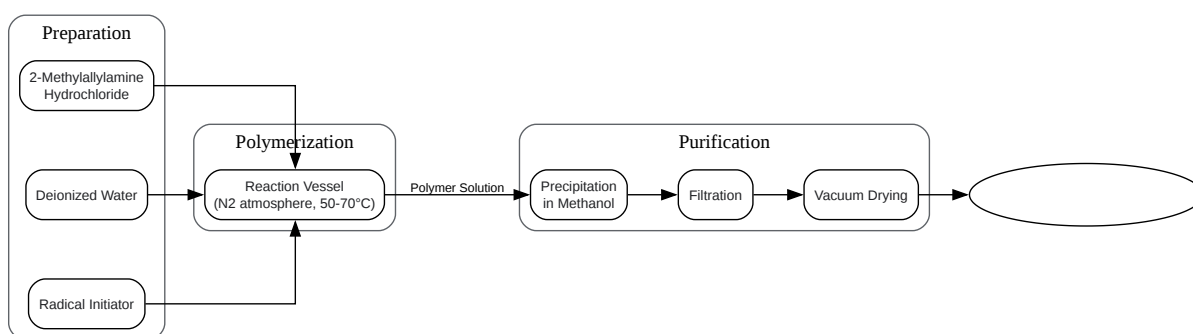 Preparation
2-Methylallylamine
Hydrochloride
Deionized Water
Radical Initiator
Polymerization
Reaction Vessel
(N2 atmosphere, 50-70°C)
Polymer Solution
Purification
Precipitation
in Methanol
Filtration
Vacuum Drying